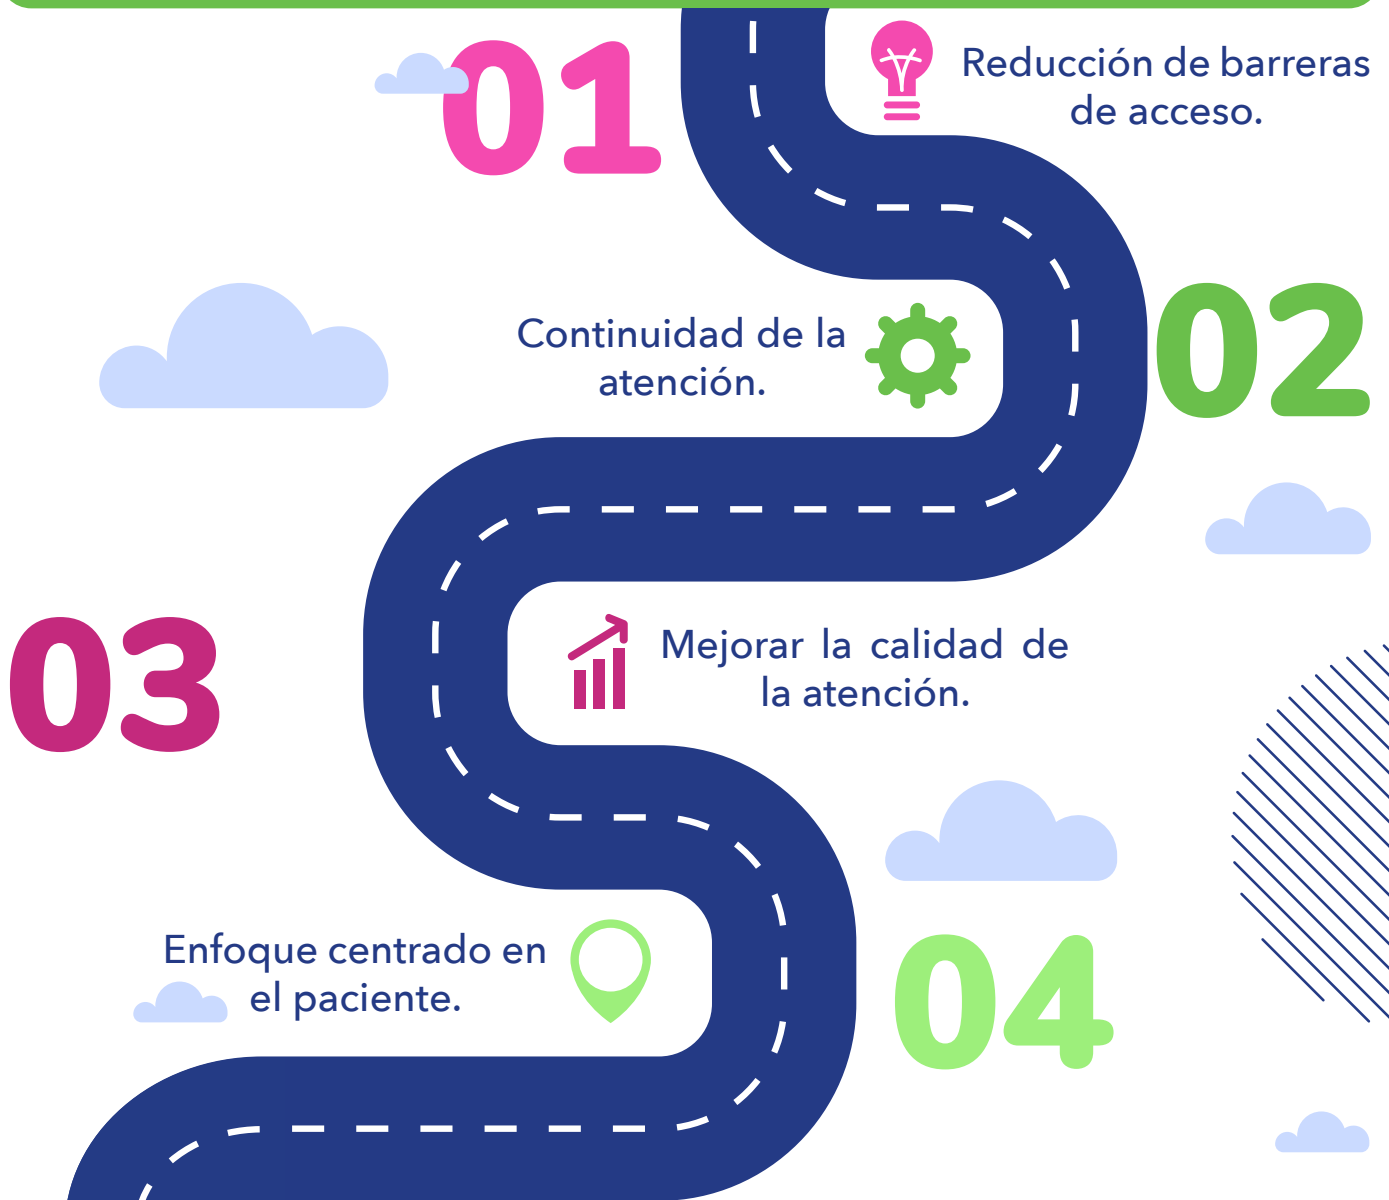 01
Reducción de barreras
de acceso.
Continuidad de la
atención.
02
03
Mejorar la calidad de
la atención.
Enfoque centrado en
el paciente.
04